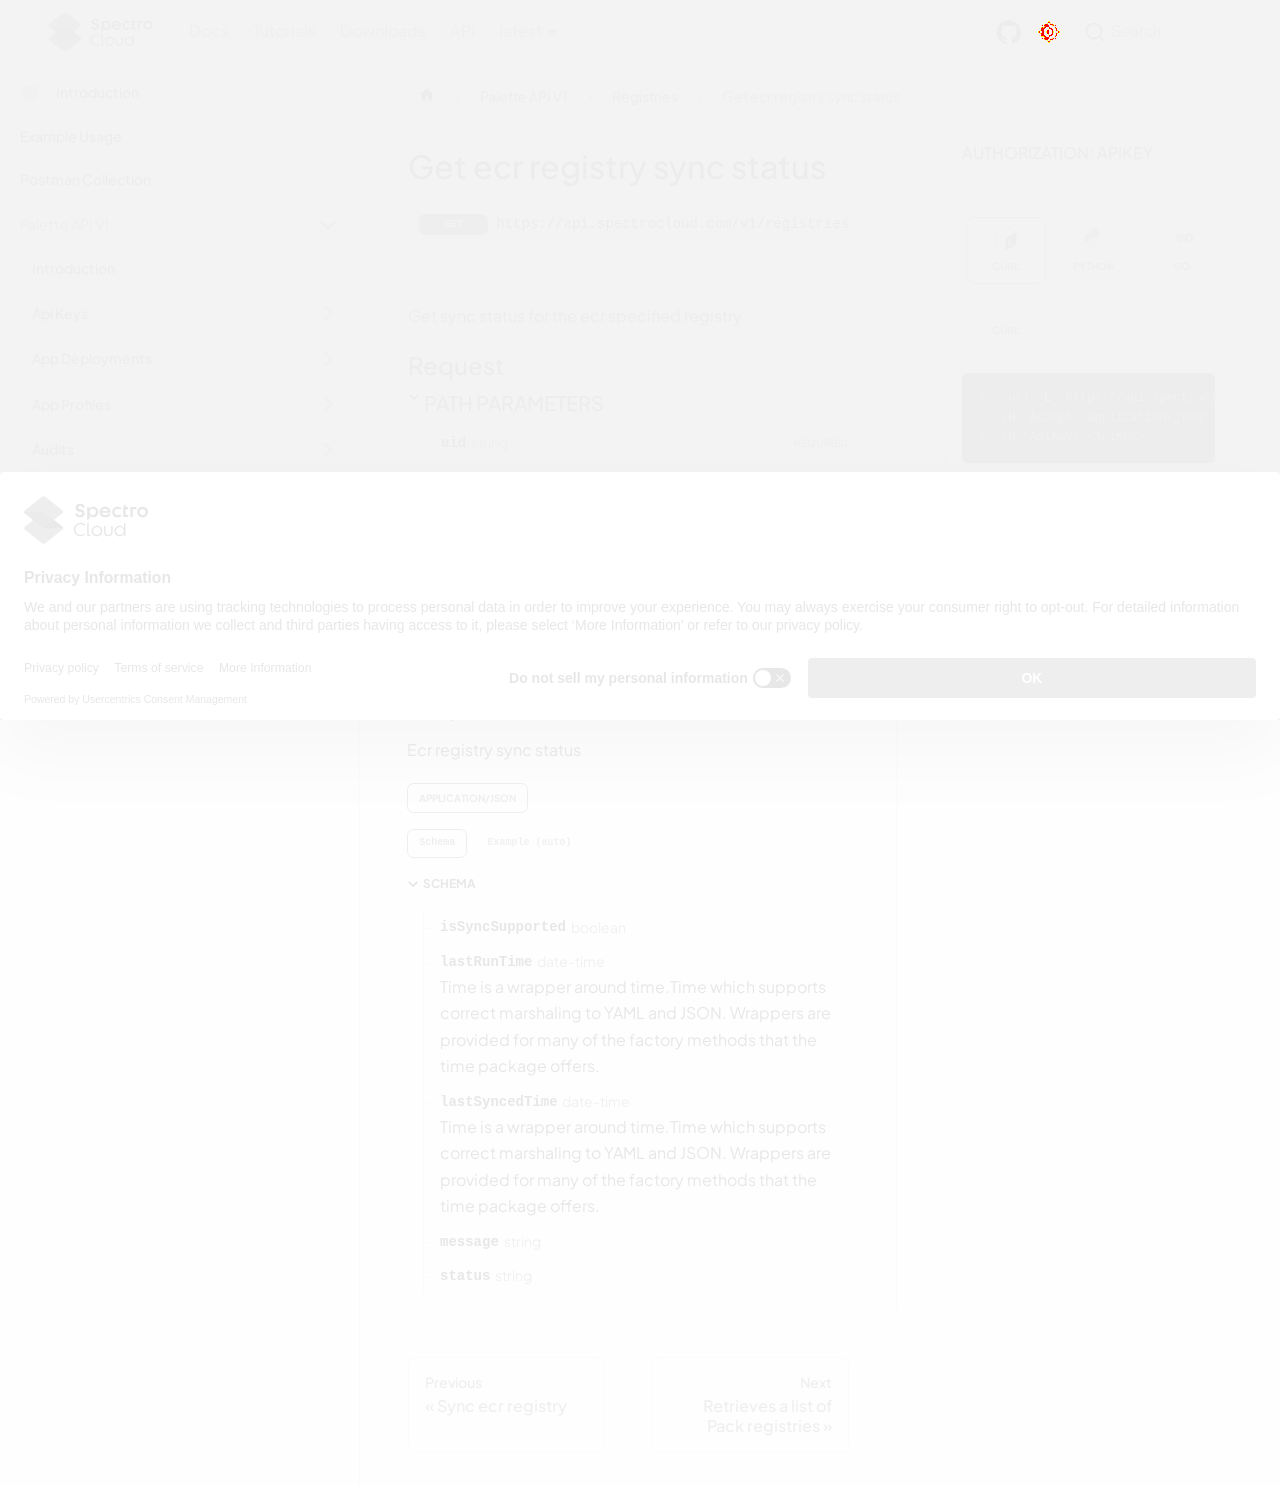 Spectro
Cloud
Docs Tutorials Downloads API latest
Search
Introduction
Palette API V1
Registries
Get ecr registry sync status
Example Usage
Postman Collection
Palette API V1
Introduction
Api Keys
App Deployments
App Profiles
Audits
Get ecr registry sync status
GET https://api.spectrocloud.com/v1/registries
Get sync status for the ecr specified registry
Request
PATH PARAMETERS
uid string REQUIRED
AUTHORIZATION: APIKEY
CURL PYTHON GO
CURL
Spectro
Cloud
Privacy Information
We and our partners are using tracking technologies to process personal data in order to improve your experience. You may always exercise your consumer right to opt-out. For detailed information
about personal information we collect and third parties having access to it, please select 'More Information' or refer to our privacy policy.
Privacy policy Terms of service More Information
Do not sell my personal information
OK
Powered by Usercentrics Consent Management
Ecr registry sync status
APPLICATION/JSON
Schema Example (auto)
SCHEMA
isSyncSupported boolean
lastRunTime date-time
Time is a wrapper around time.Time which supports
correct marshaling to YAML and JSON. Wrappers are
provided for many of the factory methods that the
time package offers.
lastSyncedTime date-time
Time is a wrapper around time.Time which supports
correct marshaling to YAML and JSON. Wrappers are
provided for many of the factory methods that the
time package offers.
message string
status string
Previous
« Sync ecr registry
Next
Retrieves a list of
Pack registries »